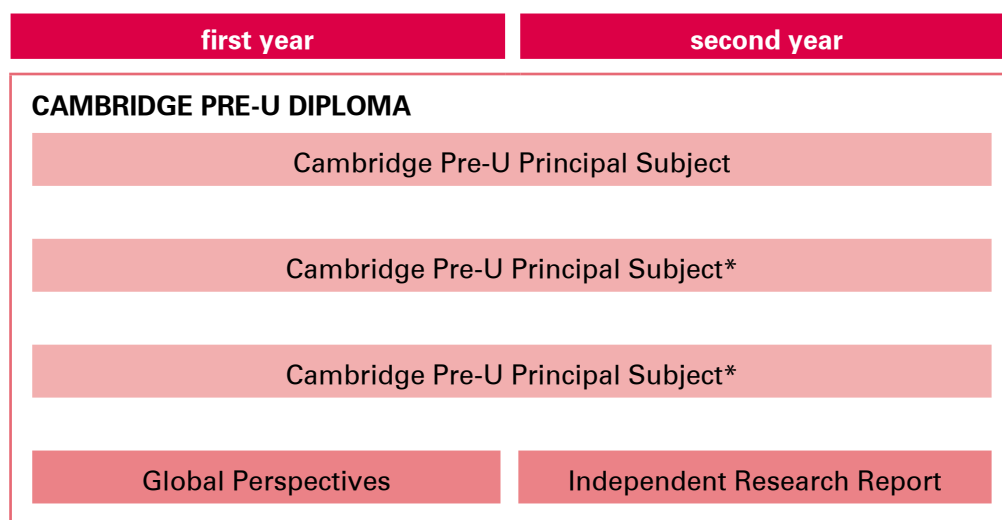 first year
second year
CAMBRIDGE PRE-U DIPLOMA
Cambridge Pre-U Principal Subject
Cambridge Pre-U Principal Subject*
Cambridge Pre-U Principal Subject*
Global Perspectives
Independent Research Report